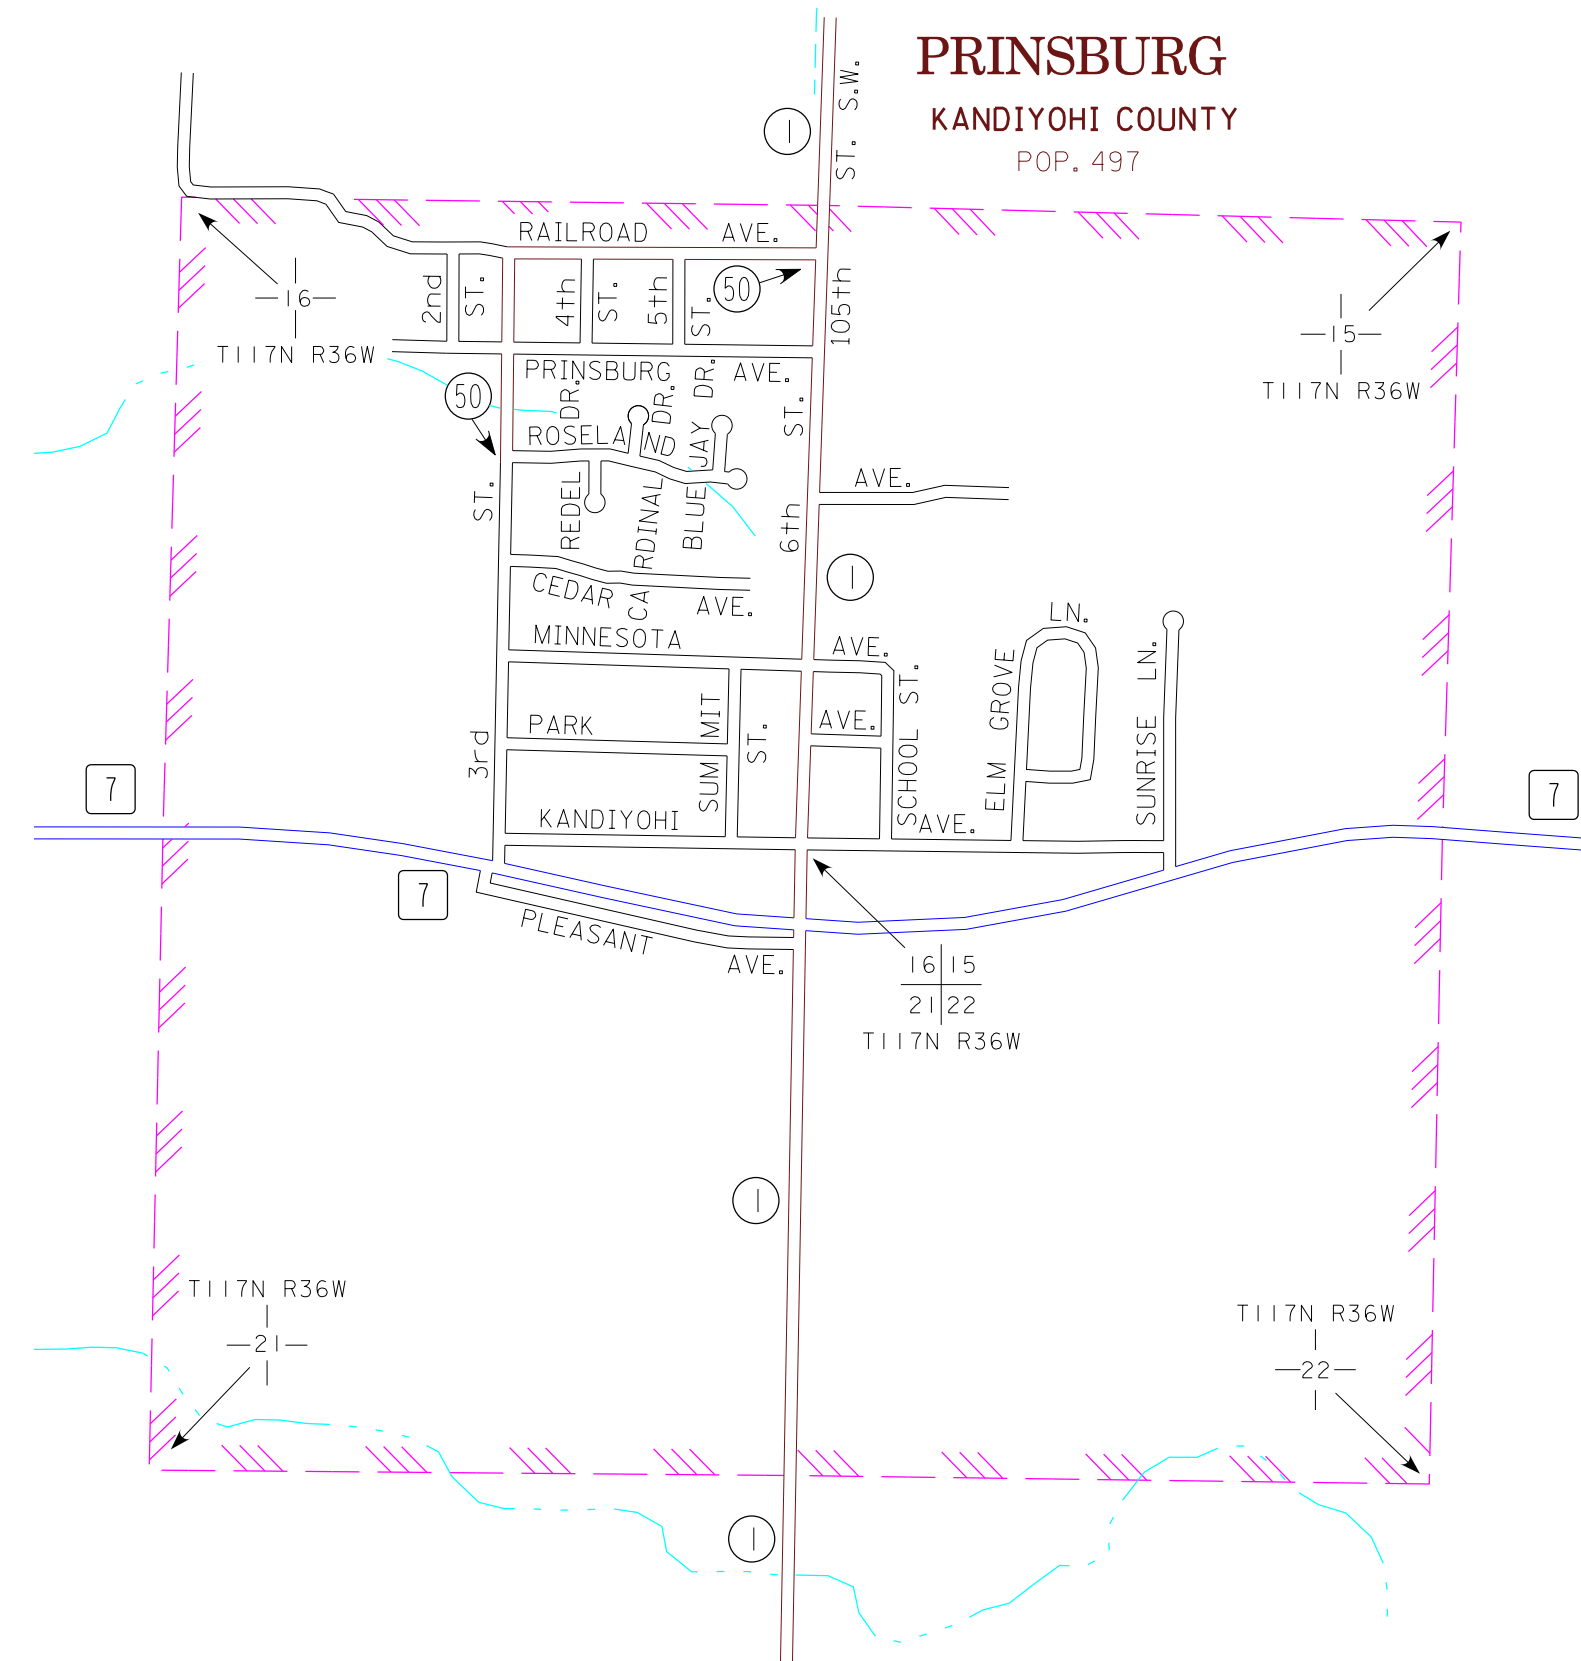 PRINSBURG
KANDIYOHI COUNTY
POP. 497
1
ST. S.W.
105th
RAILROAD AVE.
50
2nd ST.
4th ST.
5th ST.
16
T117N R36W
15
T117N R36W
PRINSBURG AVE.
50
ROSELAND DR.
REDEL DR.
CARDINAL DR.
BLUE JAY
AVE.
3rd ST.
6th ST.
1
CEDAR AVE.
MINNESOTA AVE.
PARK AVE.
SUMMIT ST.
SCHOOL ST.
ELM GROVE LN.
SUNRISE LN.
KANDIYOHI AVE.
7
7
7
PLEASANT AVE.
16 15
21 22
T117N R36W
1
T117N R36W
21
T117N R36W
22
1